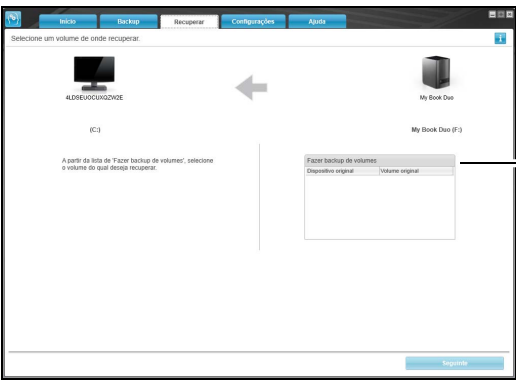 Início Backup Recuperar Configurações Ajuda
Selecione um volume de onde recuperar.
4LDSEUOCUXQZW2E My Book Duo
(C:) My Book Duo (F:)
A partir da lista de 'Fazer backup de volumes', selecione
o volume do qual deseja recuperar.
Fazer backup de volumes
Dispositivo original Volume original
Seguinte